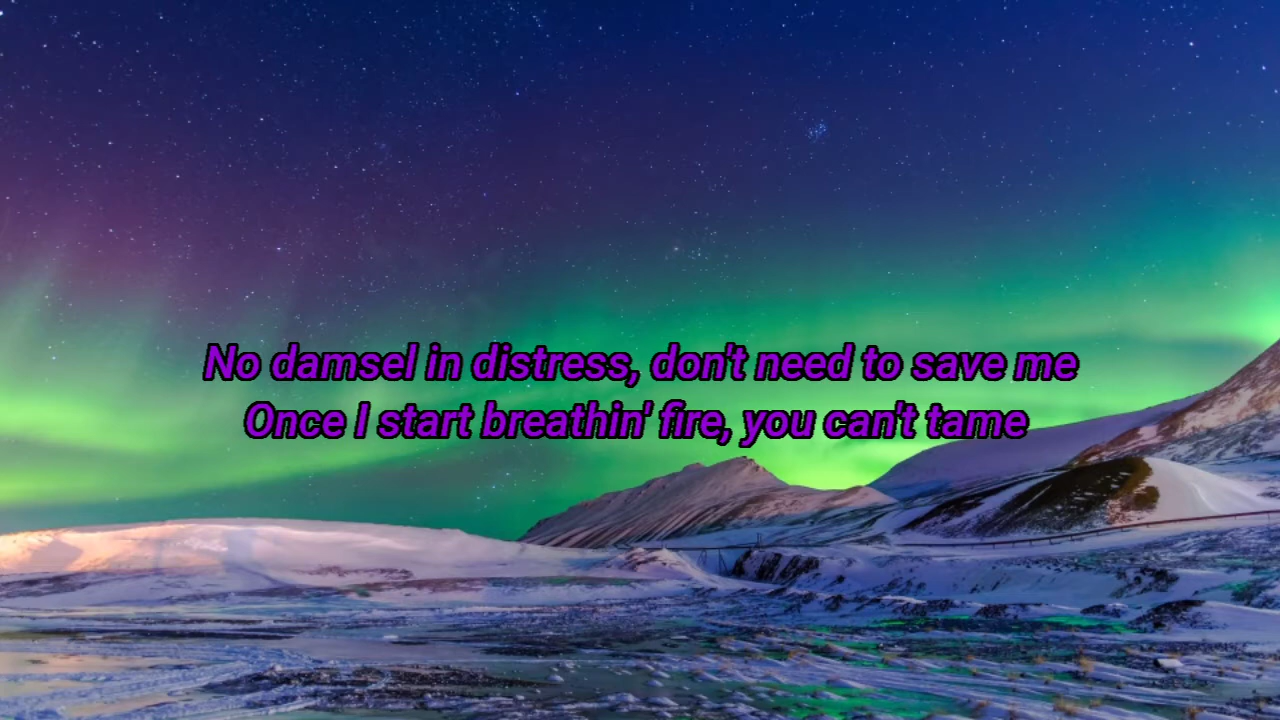 No damsel in distress, don't need to save me
Once I start breathin' fire, you can't tame